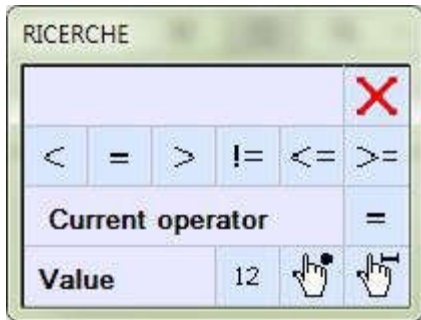 RICERCHE
< = > != <= >=
Current operator =
Value 12